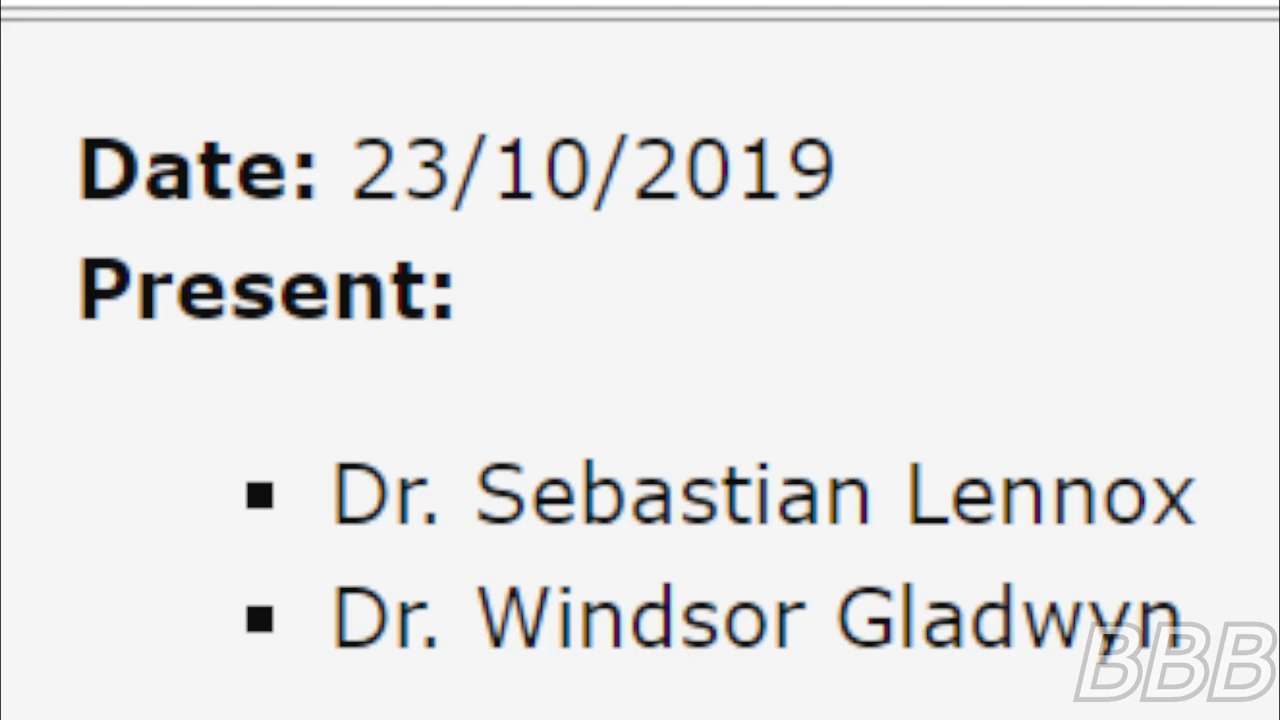 Date: 23/10/2019
Present:
Dr. Sebastian Lennox
Dr. Windsor Gladwyn
BBB